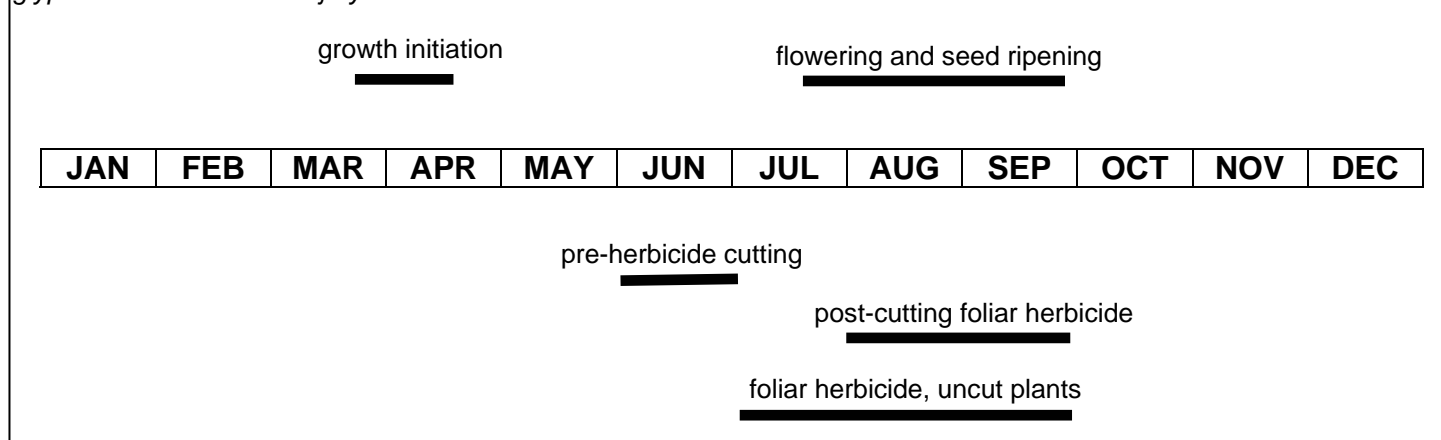 growth initiation
flowering and seed ripening
JAN FEB MAR APR MAY JUN JUL AUG SEP OCT NOV DEC
pre-herbicide cutting
post-cutting foliar herbicide
foliar herbicide, uncut plants